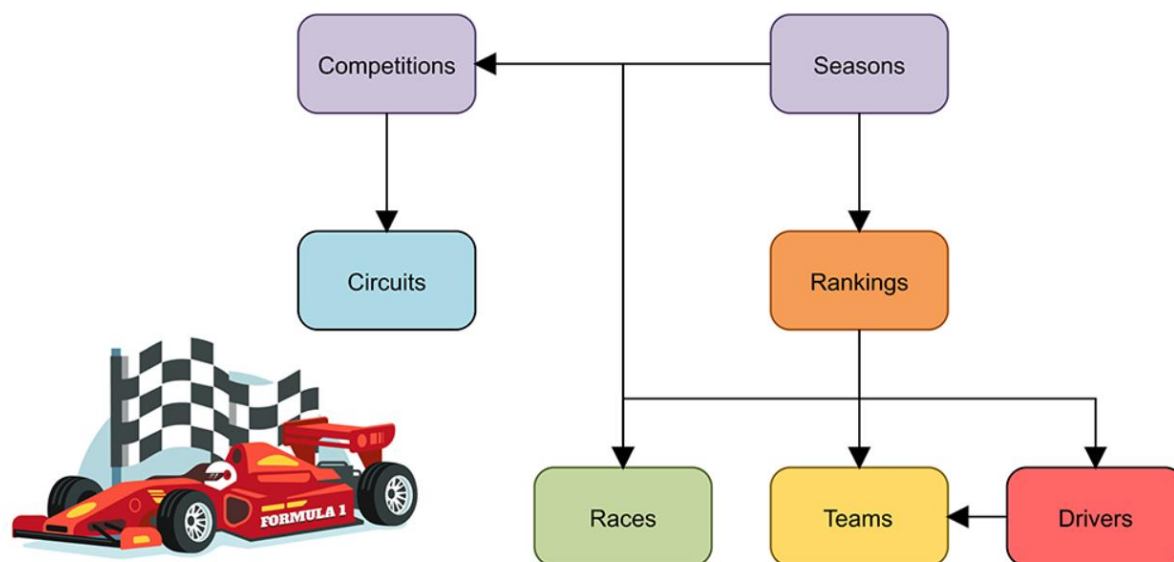 Competitions
Seasons
Circuits
Rankings
FORMULA 1
Races
Teams
Drivers